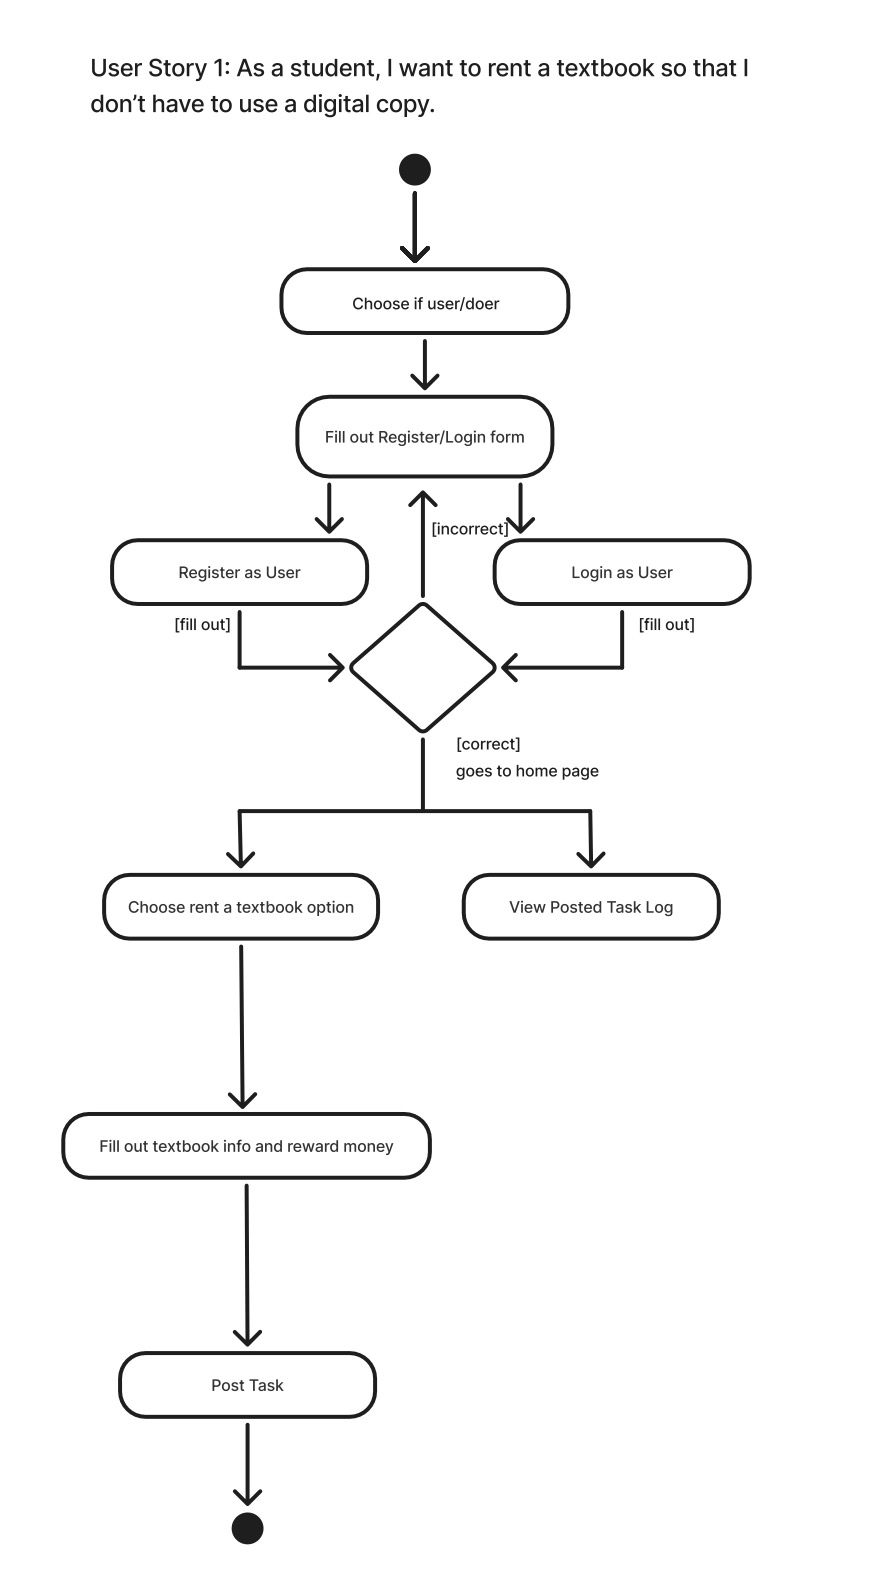 User Story 1: As a student, I want to rent a textbook so that I
don’t have to use a digital copy.
Choose if user/doer
Fill out Register/Login form
[incorrect]
Register as User
Login as User
[fill out]
[fill out]
[correct]
goes to home page
Choose rent a textbook option
View Posted Task Log
Fill out textbook info and reward money
Post Task